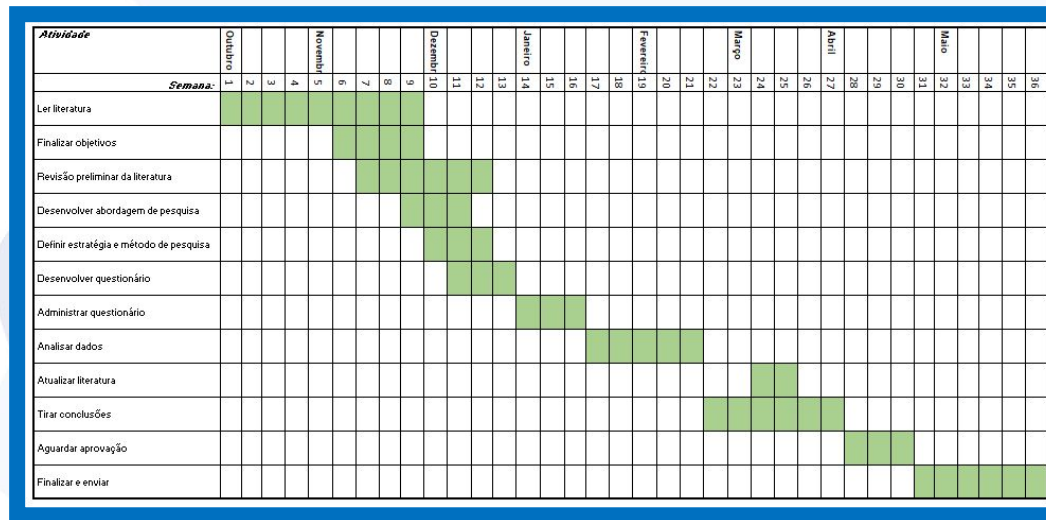 Atividade
Outubro
Novembr
Dezembr
Janeiro
Fevereirc
Março
Abril
Maio
Semana: 1 2 3 4 5 6 7 8 9 10 11 12 13 14 15 16 17 18 19 20 21 22 23 24 25 26 27 28 29 30 31 32 33 34 35 36
Ler literatura
Finalizar objetivos
Revisão preliminar da literatura
Desenvolver abordagem de pesquisa
Definir estratégia e método de pesquisa
Desenvolver questionário
Administrar questionário
Analisar dados
Atualizar literatura
Tirar conclusões
Aguardar aprovação
Finalizar e enviar